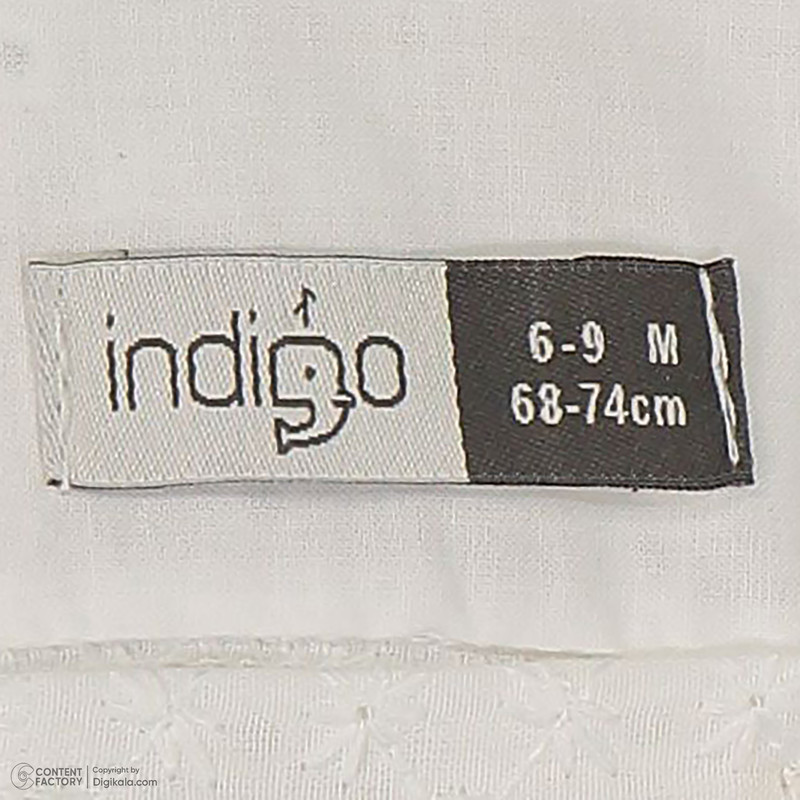 indigo
6-9 M
68-74cm
CONTENT FACTORY
Copyright by
Digikala.com